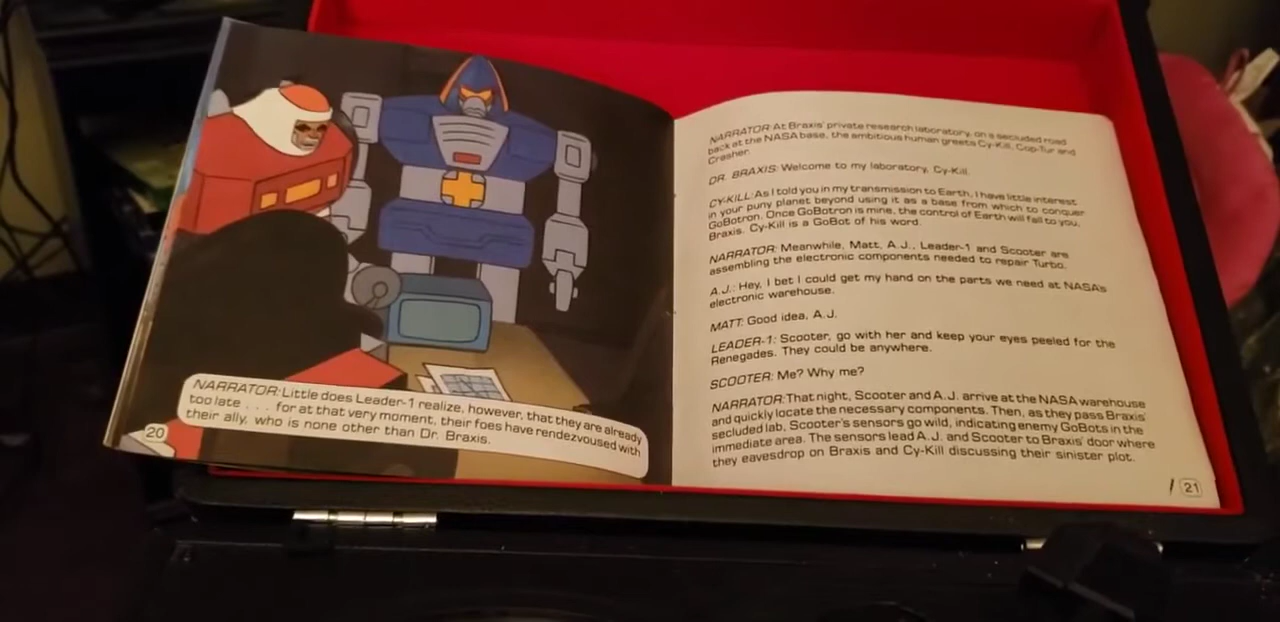 NARRATOR: Little does Leader-1 realize, however, that they are already
too late . . . for at that very moment, their foes have rendezvoused with
their ally, who is none other than Dr. Braxis.
20
NARRATOR: At Braxis' private research laboratory, on a secluded road
back at the NASA base, the ambitious human greets Cy-Kill, Cop-Tur and
Crasher.
DR. BRAXIS: Welcome to my laboratory, Cy-Kill.
CY-KILL: As I told you in my transmission to Earth, I have little interest
in your puny planet beyond using it as a base from which to conquer
GoBotron. Once GoBotron is mine, the control of Earth will fall to you,
Braxis. Cy-Kill is a GoBot of his word.
NARRATOR: Meanwhile, Matt, A.J., Leader-1 and Scooter are
assembling the electronic components needed to repair Turbo.
A.J.: Hey, I bet I could get my hand on the parts we need at NASA's
electronic warehouse.
MATT: Good idea, A.J.
LEADER-1: Scooter, go with her and keep your eyes peeled for the
Renegades. They could be anywhere.
SCOOTER: Me? Why me?
NARRATOR: That night, Scooter and A.J. arrive at the NASA warehouse
and quickly locate the necessary components. Then, as they pass Braxis'
secluded lab, Scooter's sensors go wild, indicating enemy GoBots in the
immediate area. The sensors lead A.J. and Scooter to Braxis' door where
they eavesdrop on Braxis and Cy-Kill discussing their sinister plot.
21